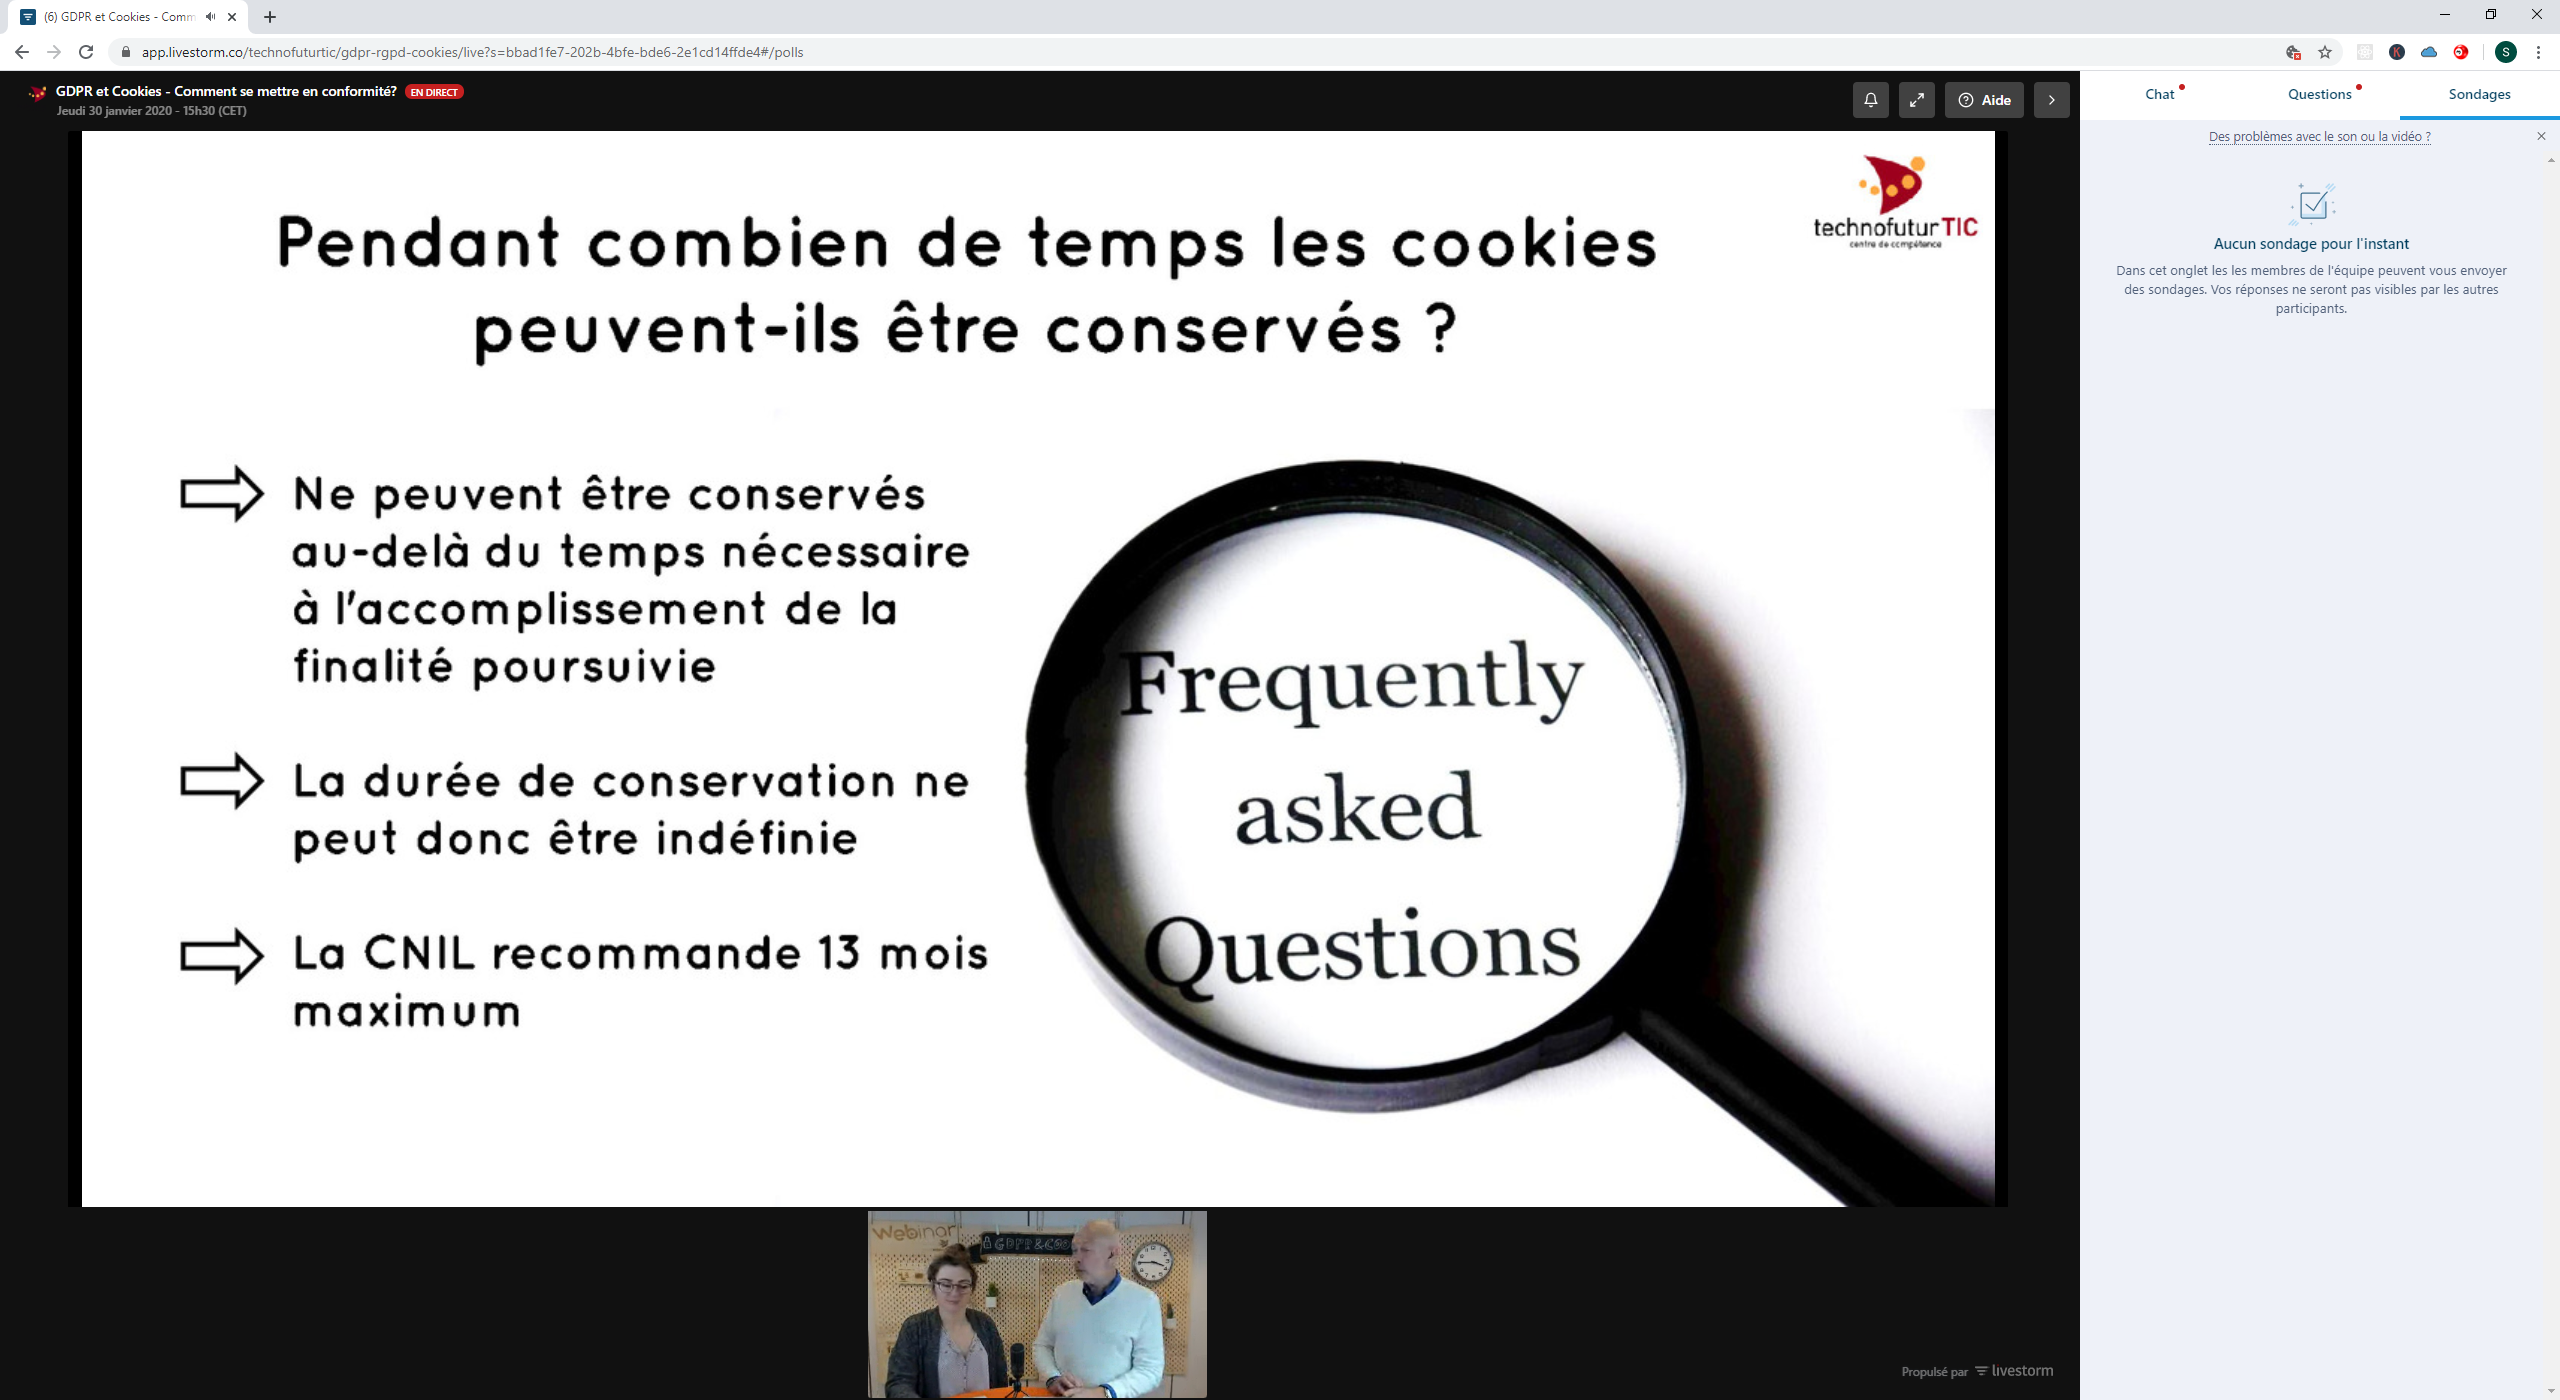 (6) GDPR et Cookies - Comm
app.livestorm.co/technofuturtic/gdpr-rgpd-cookies/live?s=bbad1fe7-202b-4bfe-bde6-2e1cd14ffde4#/polls
S
GDPR et Cookies - Comment se mettre en conformité? EN DIRECT
Jeudi 30 janvier 2020 - 15h30 (CET)
Aide
Chat
Questions
Sondages
Des problèmes avec le son ou la vidéo ?
Aucun sondage pour l'instant
Dans cet onglet les les membres de l'équipe peuvent vous envoyer
des sondages. Vos réponses ne seront pas visibles par les autres
participants.
technofuturTIC
centre de compétence
Pendant combien de temps les cookies
peuvent-ils être conservés ?
Ne peuvent être conservés
au-delà du temps nécessaire
à l'accomplissement de la
finalité poursuivie
La durée de conservation ne
peut donc être indéfinie
La CNIL recommande 13 mois
maximum
Frequently
asked
Questions
Webinar
GDPR&COO
Propulsé par livestorm